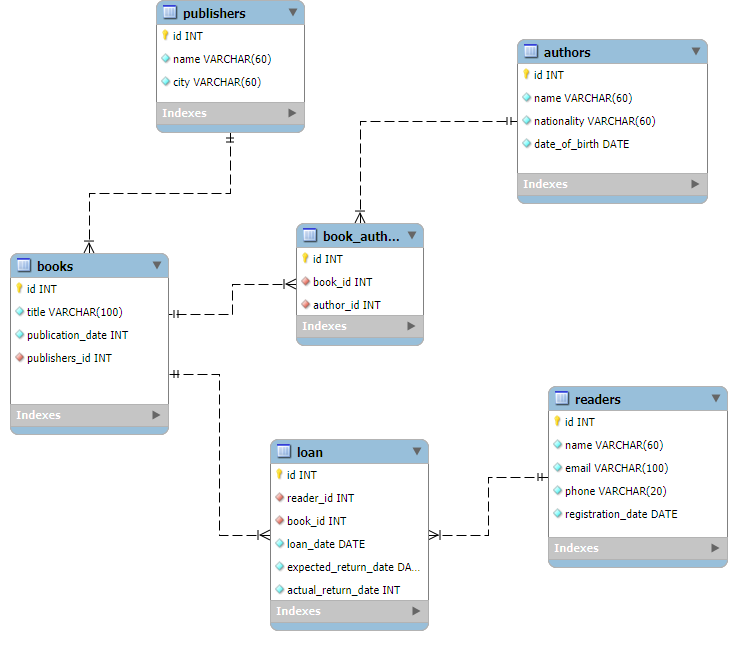 publishers
id INT
name VARCHAR(60)
city VARCHAR(60)
Indexes
authors
id INT
name VARCHAR(60)
nationality VARCHAR(60)
date_of_birth DATE
Indexes
book_auth...
id INT
book_id INT
author_id INT
Indexes
books
id INT
title VARCHAR(100)
publication_date INT
publishers_id INT
Indexes
loan
id INT
reader_id INT
book_id INT
loan_date DATE
expected_return_date DA...
actual_return_date INT
Indexes
readers
id INT
name VARCHAR(60)
email VARCHAR(100)
phone VARCHAR(20)
registration_date DATE
Indexes